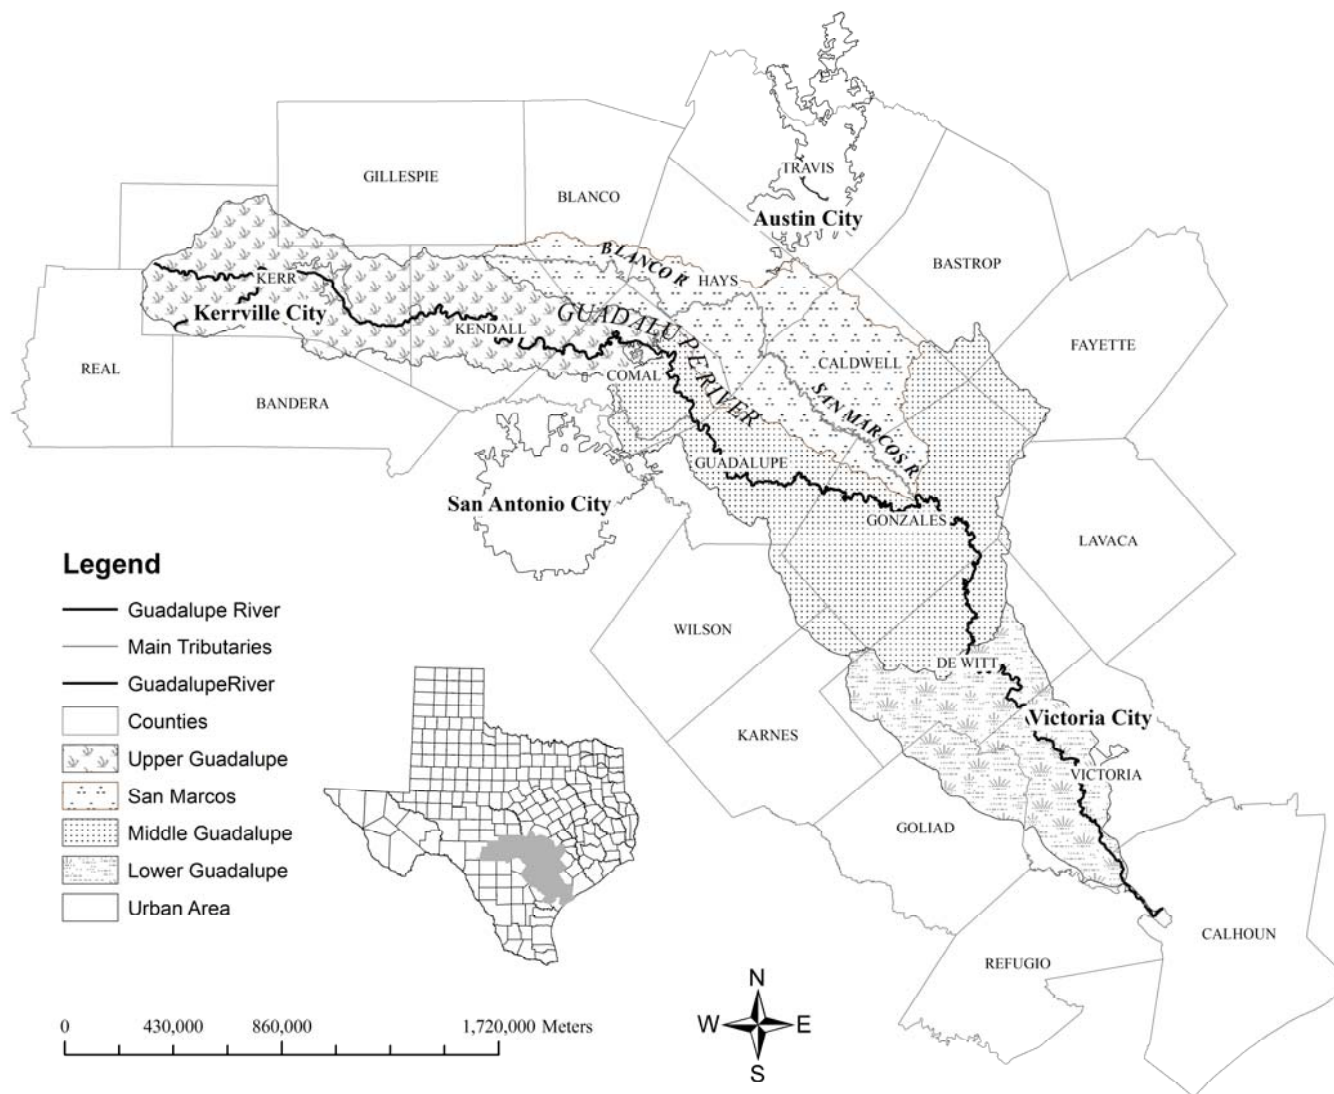 GILLESPIE
BLANCO
TRAVIS
Austin City
BASTROP
BLANCO R
HAYS
KERR
Kerrville City
KENDALL
GUADALUPE RIVER
FAYETTE
REAL
BANDERA
COMAL
CALDWELL
SAN MARCOS R
GUADALUPE
San Antonio City
GONZALES
LAVACA
WILSON
DE WITT
Victoria City
KARNES
VICTORIA
GOLIAD
CALHOUN
REFUGIO
Legend
Guadalupe River
Main Tributaries
GuadalupeRiver
Counties
Upper Guadalupe
San Marcos
Middle Guadalupe
Lower Guadalupe
Urban Area
0 430,000 860,000 1,720,000 Meters
N
W E
S